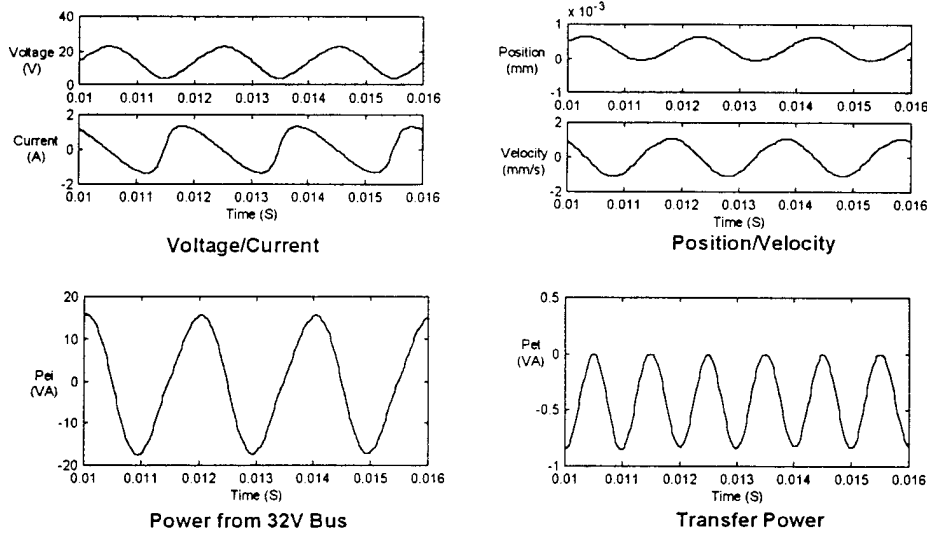 40
Voltage
(V)
20
0
0.01 0.011 0.012 0.013 0.014 0.015 0.016
2
Current
(A)
0
-2
0.01 0.011 0.012 0.013 0.014 0.015 0.016
Time (S)
Voltage/Current
x 10⁻³
1
Position
(mm)
0
-1
0.01 0.011 0.012 0.013 0.014 0.015 0.016
2
Velocity
(mm/s)
0
-2
0.01 0.011 0.012 0.013 0.014 0.015 0.016
Time (S)
Position/Velocity
20
10
Pei
(VA)
0
-10
-20
0.01 0.011 0.012 0.013 0.014 0.015 0.016
Time (S)
Power from 32V Bus
0.5
Pet
(VA)
0
-0.5
-1
0.01 0.011 0.012 0.013 0.014 0.015 0.016
Time (S)
Transfer Power